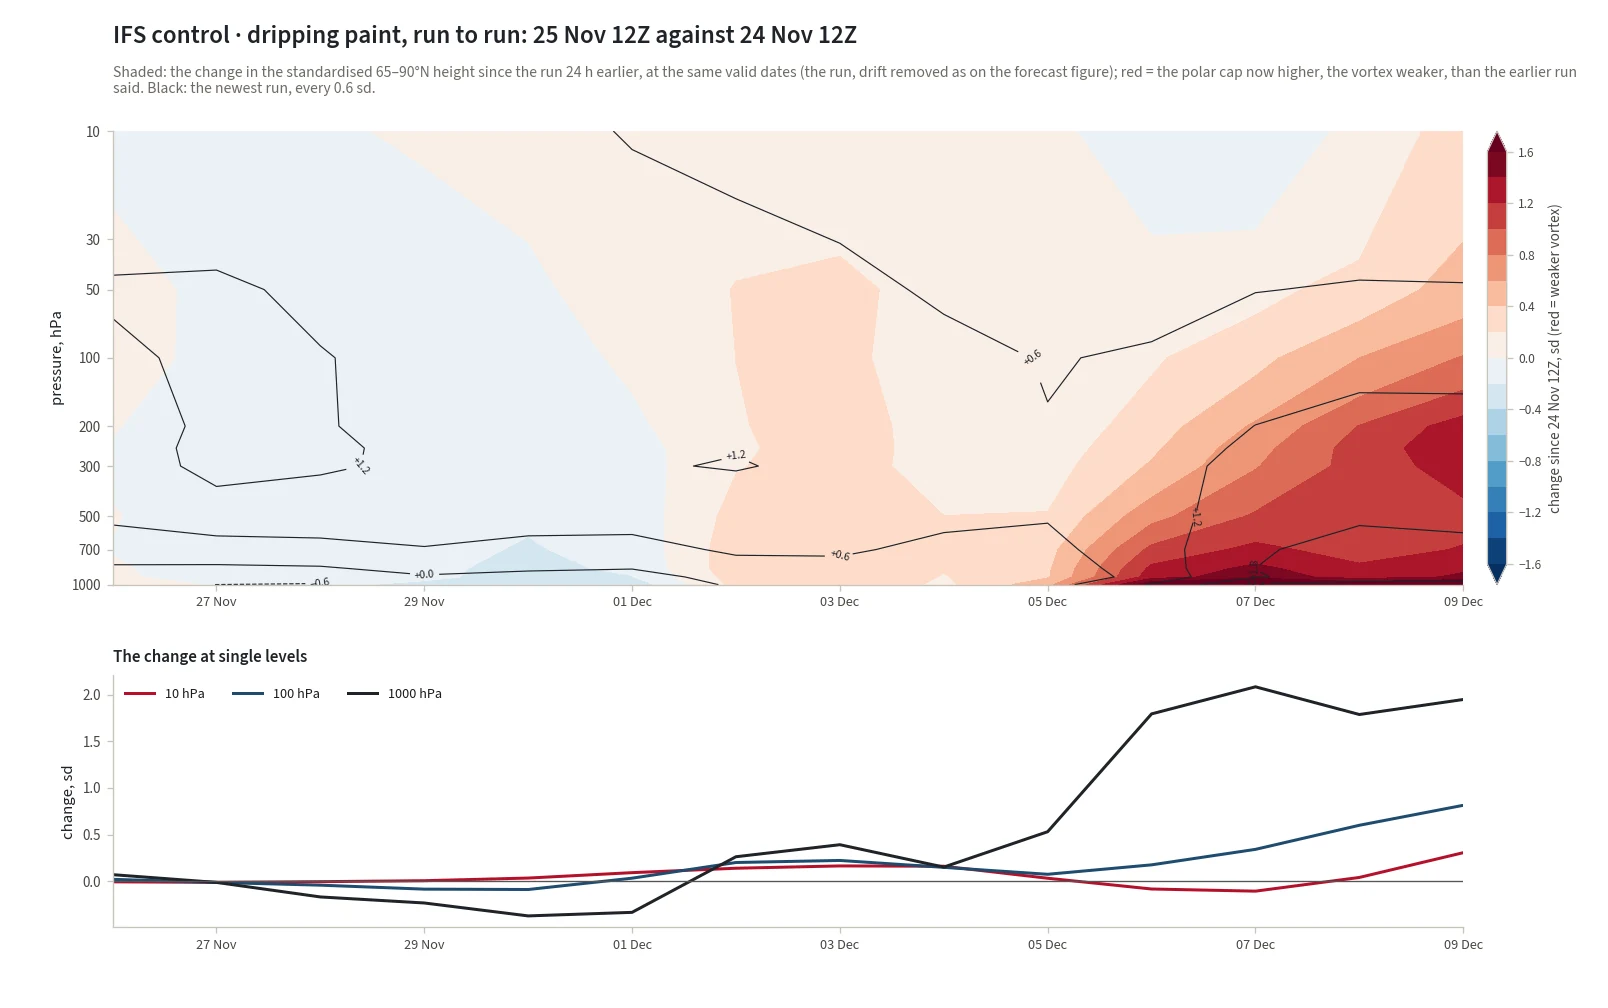 IFS control · dripping paint, run to run: 25 Nov 12Z against 24 Nov 12Z
Shaded: the change in the standardised 65–90°N height since the run 24 h earlier, at the same valid dates (the run, drift removed as on the forecast figure); red = the polar cap now higher, the vortex weaker, than the earlier run
said. Black: the newest run, every 0.6 sd.
pressure, hPa
10
30
50
100
200
300
500
700
1000
+0.6
+1.2
+1.2
+1.2
+0.6
+0.0
−0.6
27 Nov
29 Nov
01 Dec
03 Dec
05 Dec
07 Dec
09 Dec
1.6
1.2
0.8
0.4
0.0
−0.4
−0.8
−1.2
−1.6
change since 24 Nov 12Z, sd (red = weaker vortex)
The change at single levels
10 hPa
100 hPa
1000 hPa
change, sd
2.0
1.5
1.0
0.5
0.0
27 Nov
29 Nov
01 Dec
03 Dec
05 Dec
07 Dec
09 Dec